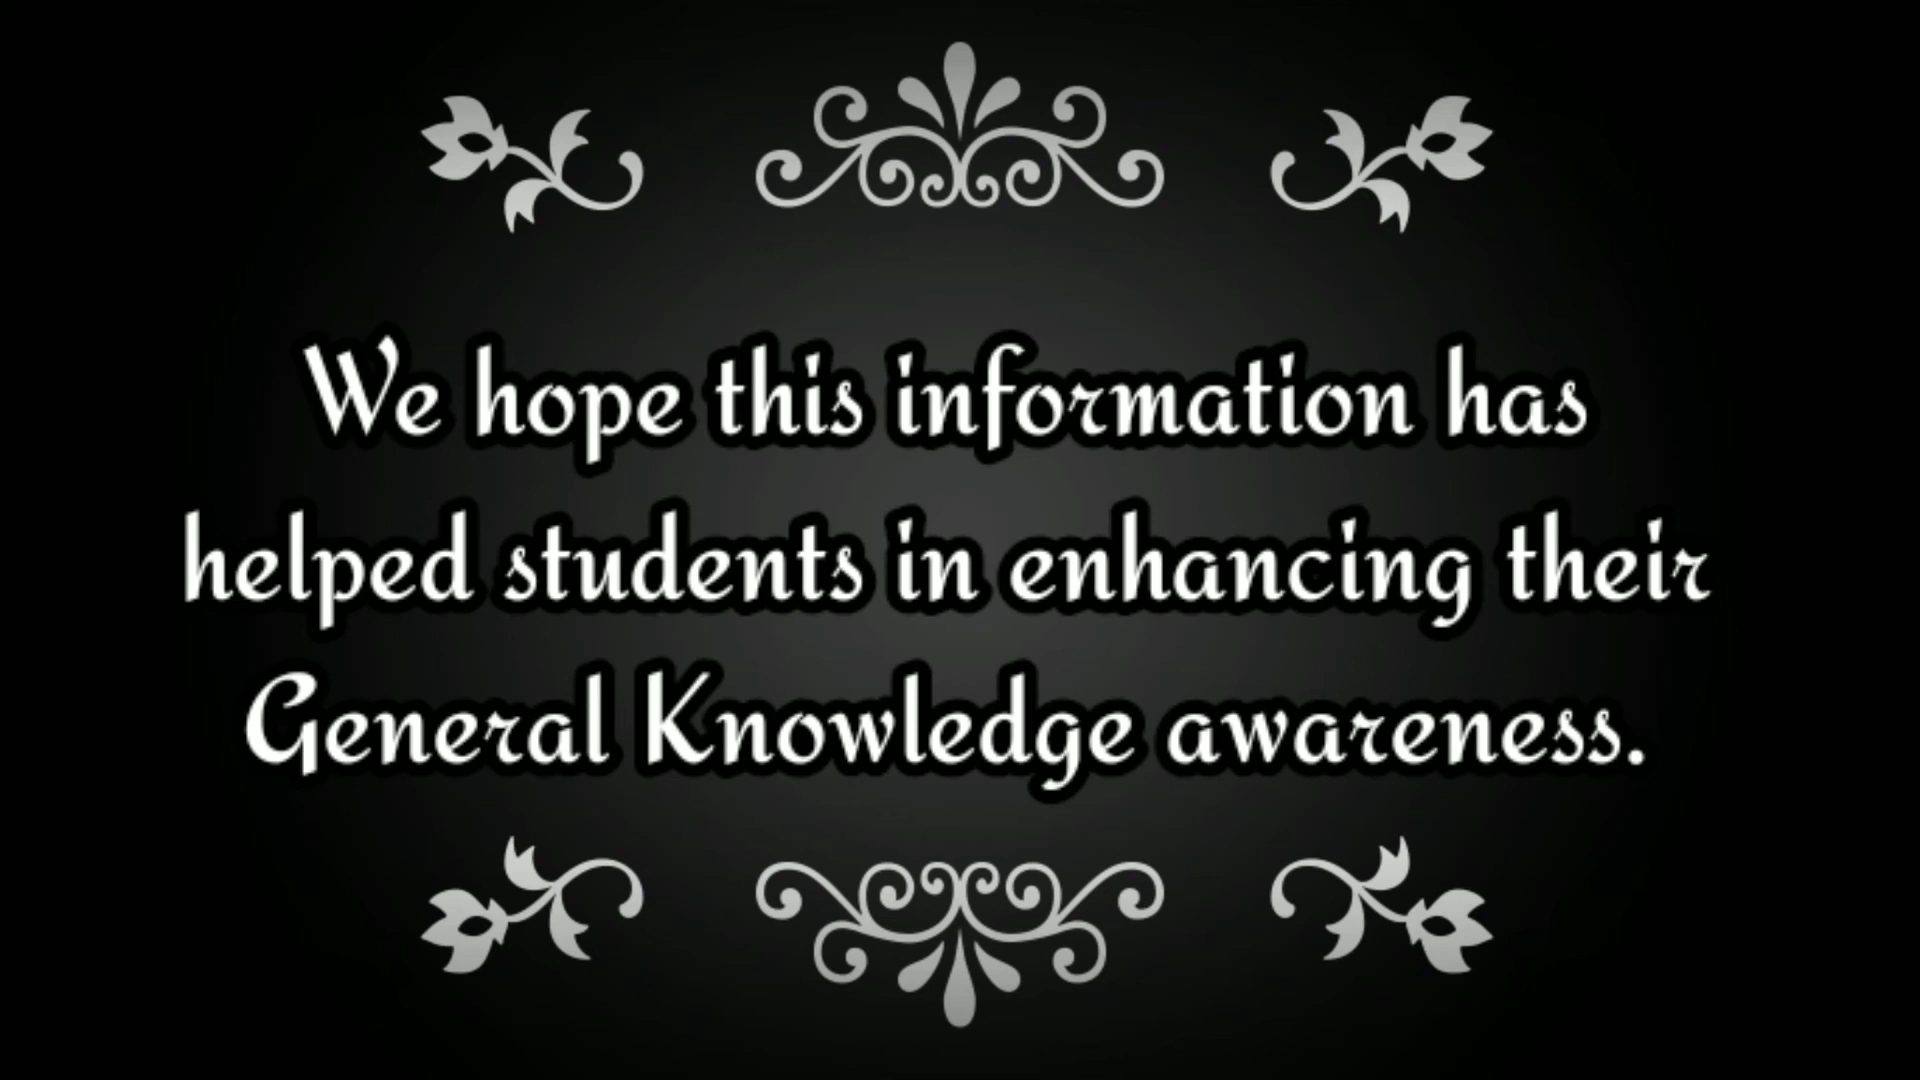 We hope this information has
helped students in enhancing their
General Knowledge awareness.